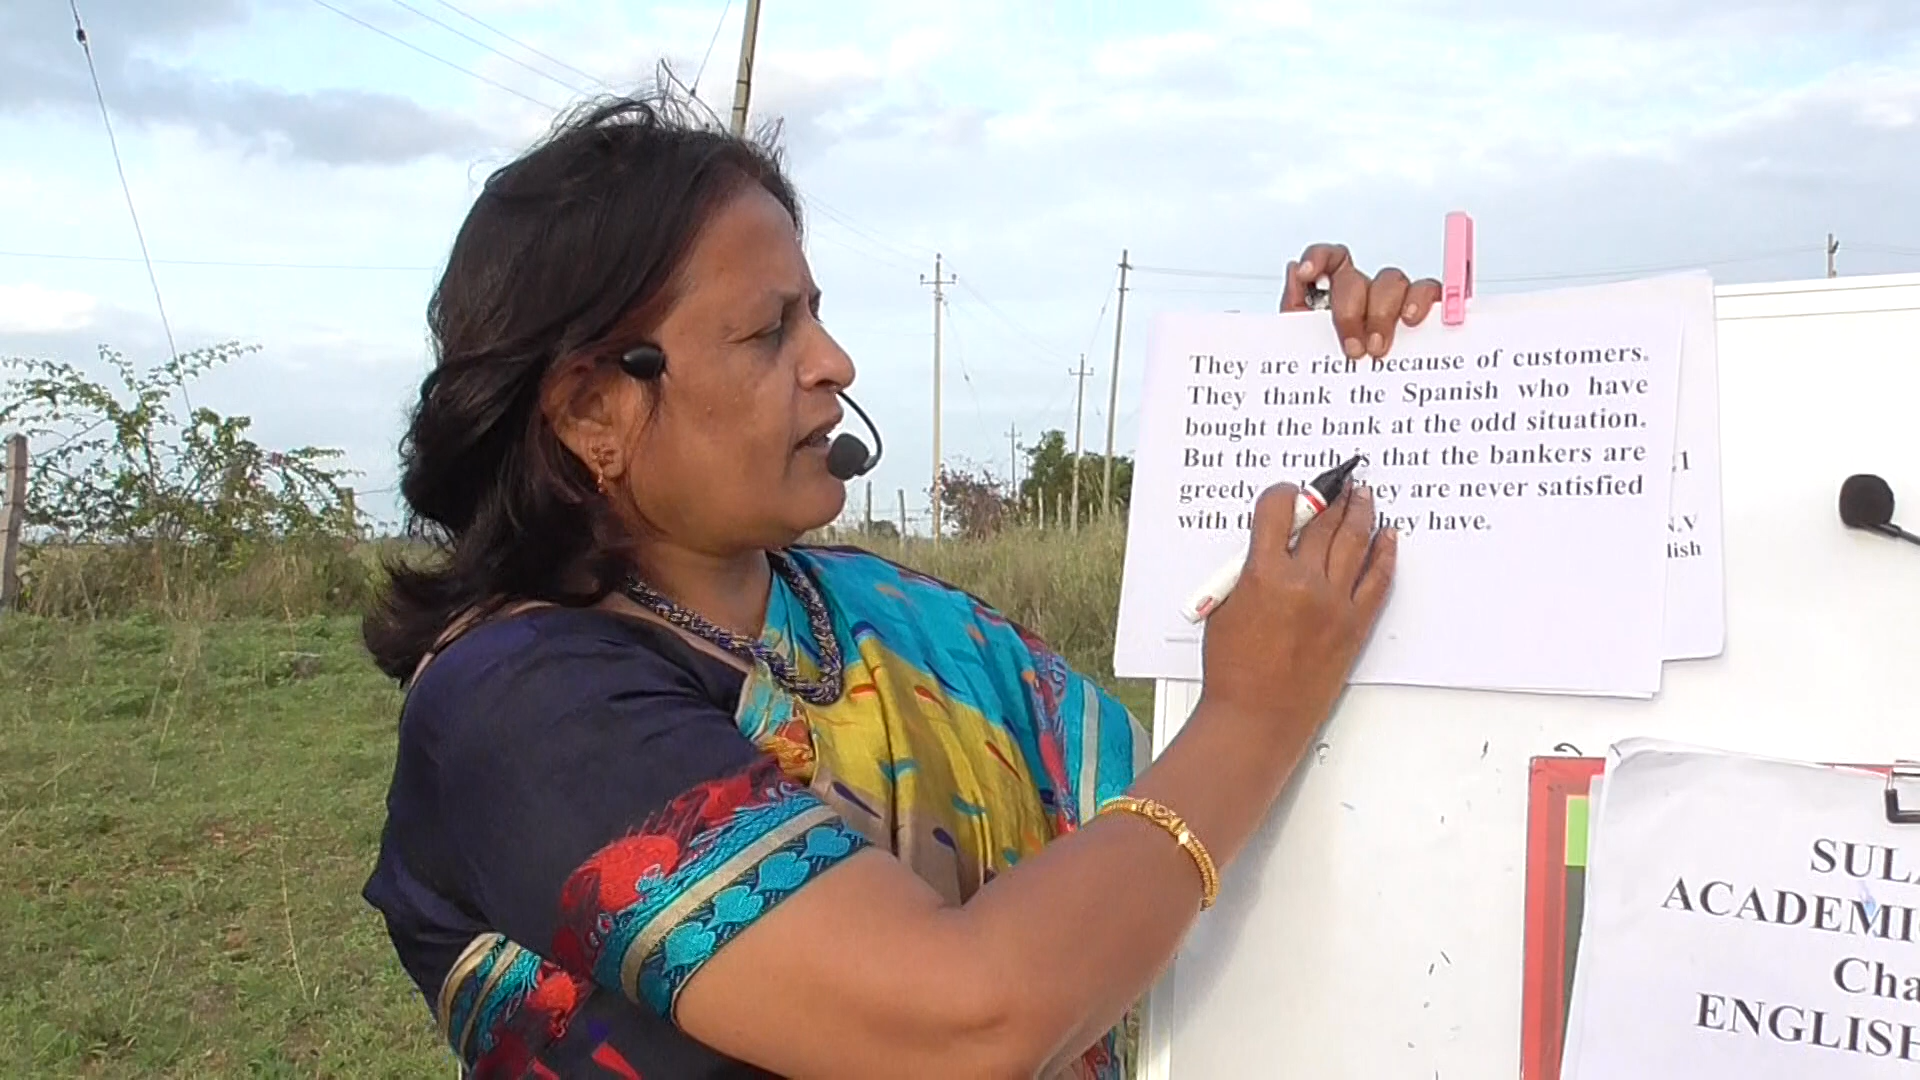 They are rich because of customers.
They thank the Spanish who have
bought the bank at the odd situation.
But the truth is that the bankers are
greedy they are never satisfied
with they have.
1
N.V
lish
SUL
ACADEMI
Cha
ENGLISH